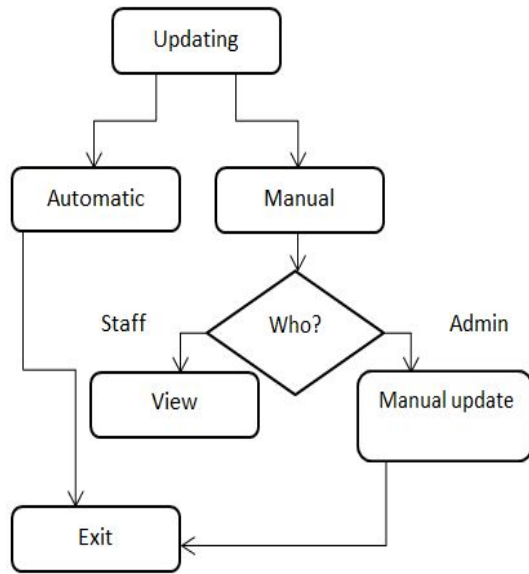 Updating
Automatic
Manual
Staff
Who?
Admin
View
Manual update
Exit